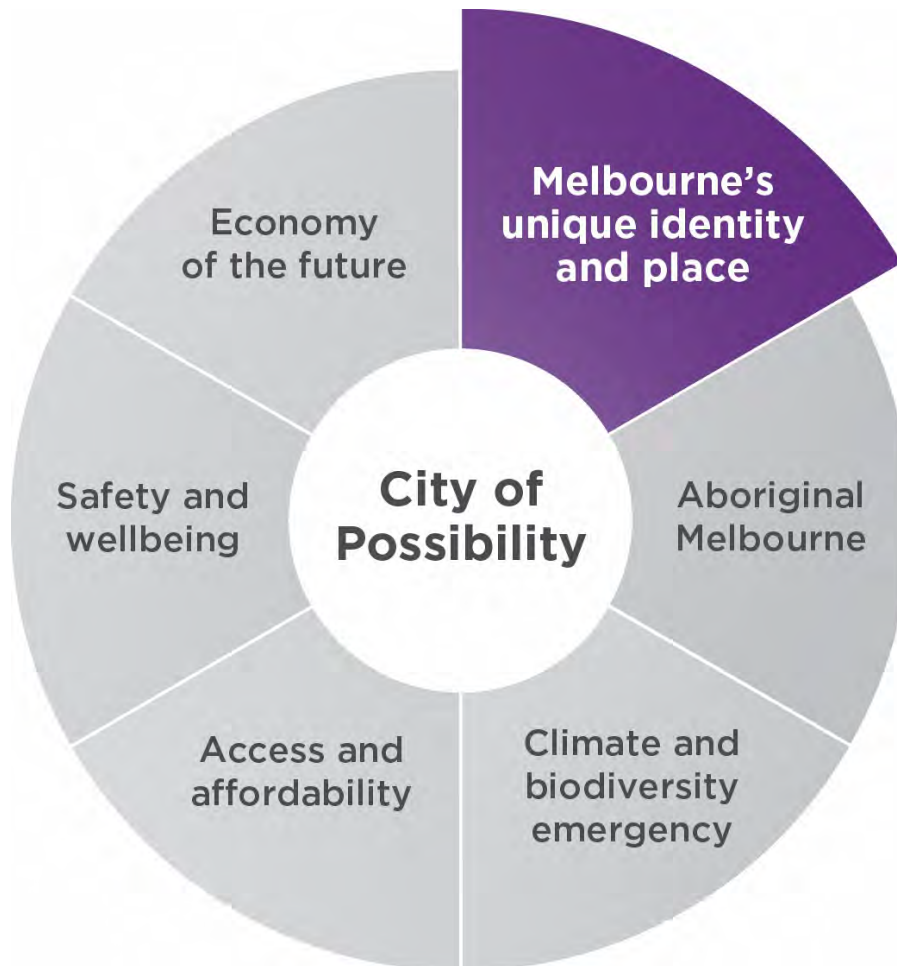 Melbourne's
unique identity
and place
Aboriginal
Melbourne
Climate and
biodiversity
emergency
Access and
affordability
Safety and
wellbeing
Economy
of the future
City of
Possibility